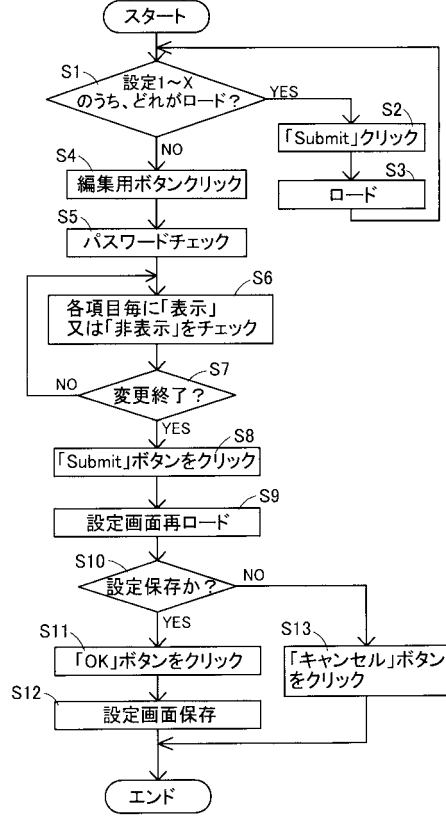 スタート
S1
設定1~X
のうち、どれがロード?
YES
S2
「Submit」クリック
S3
ロード
NO
S4
編集用ボタンクリック
S5
パスワードチェック
S6
各項目毎に「表示」
又は「非表示」をチェック
S7
変更終了?
NO
YES
S8
「Submit」ボタンをクリック
S9
設定画面再ロード
S10
設定保存か?
NO
YES
S11
「OK」ボタンをクリック
S13
「キャンセル」ボタン
をクリック
S12
設定画面保存
エンド